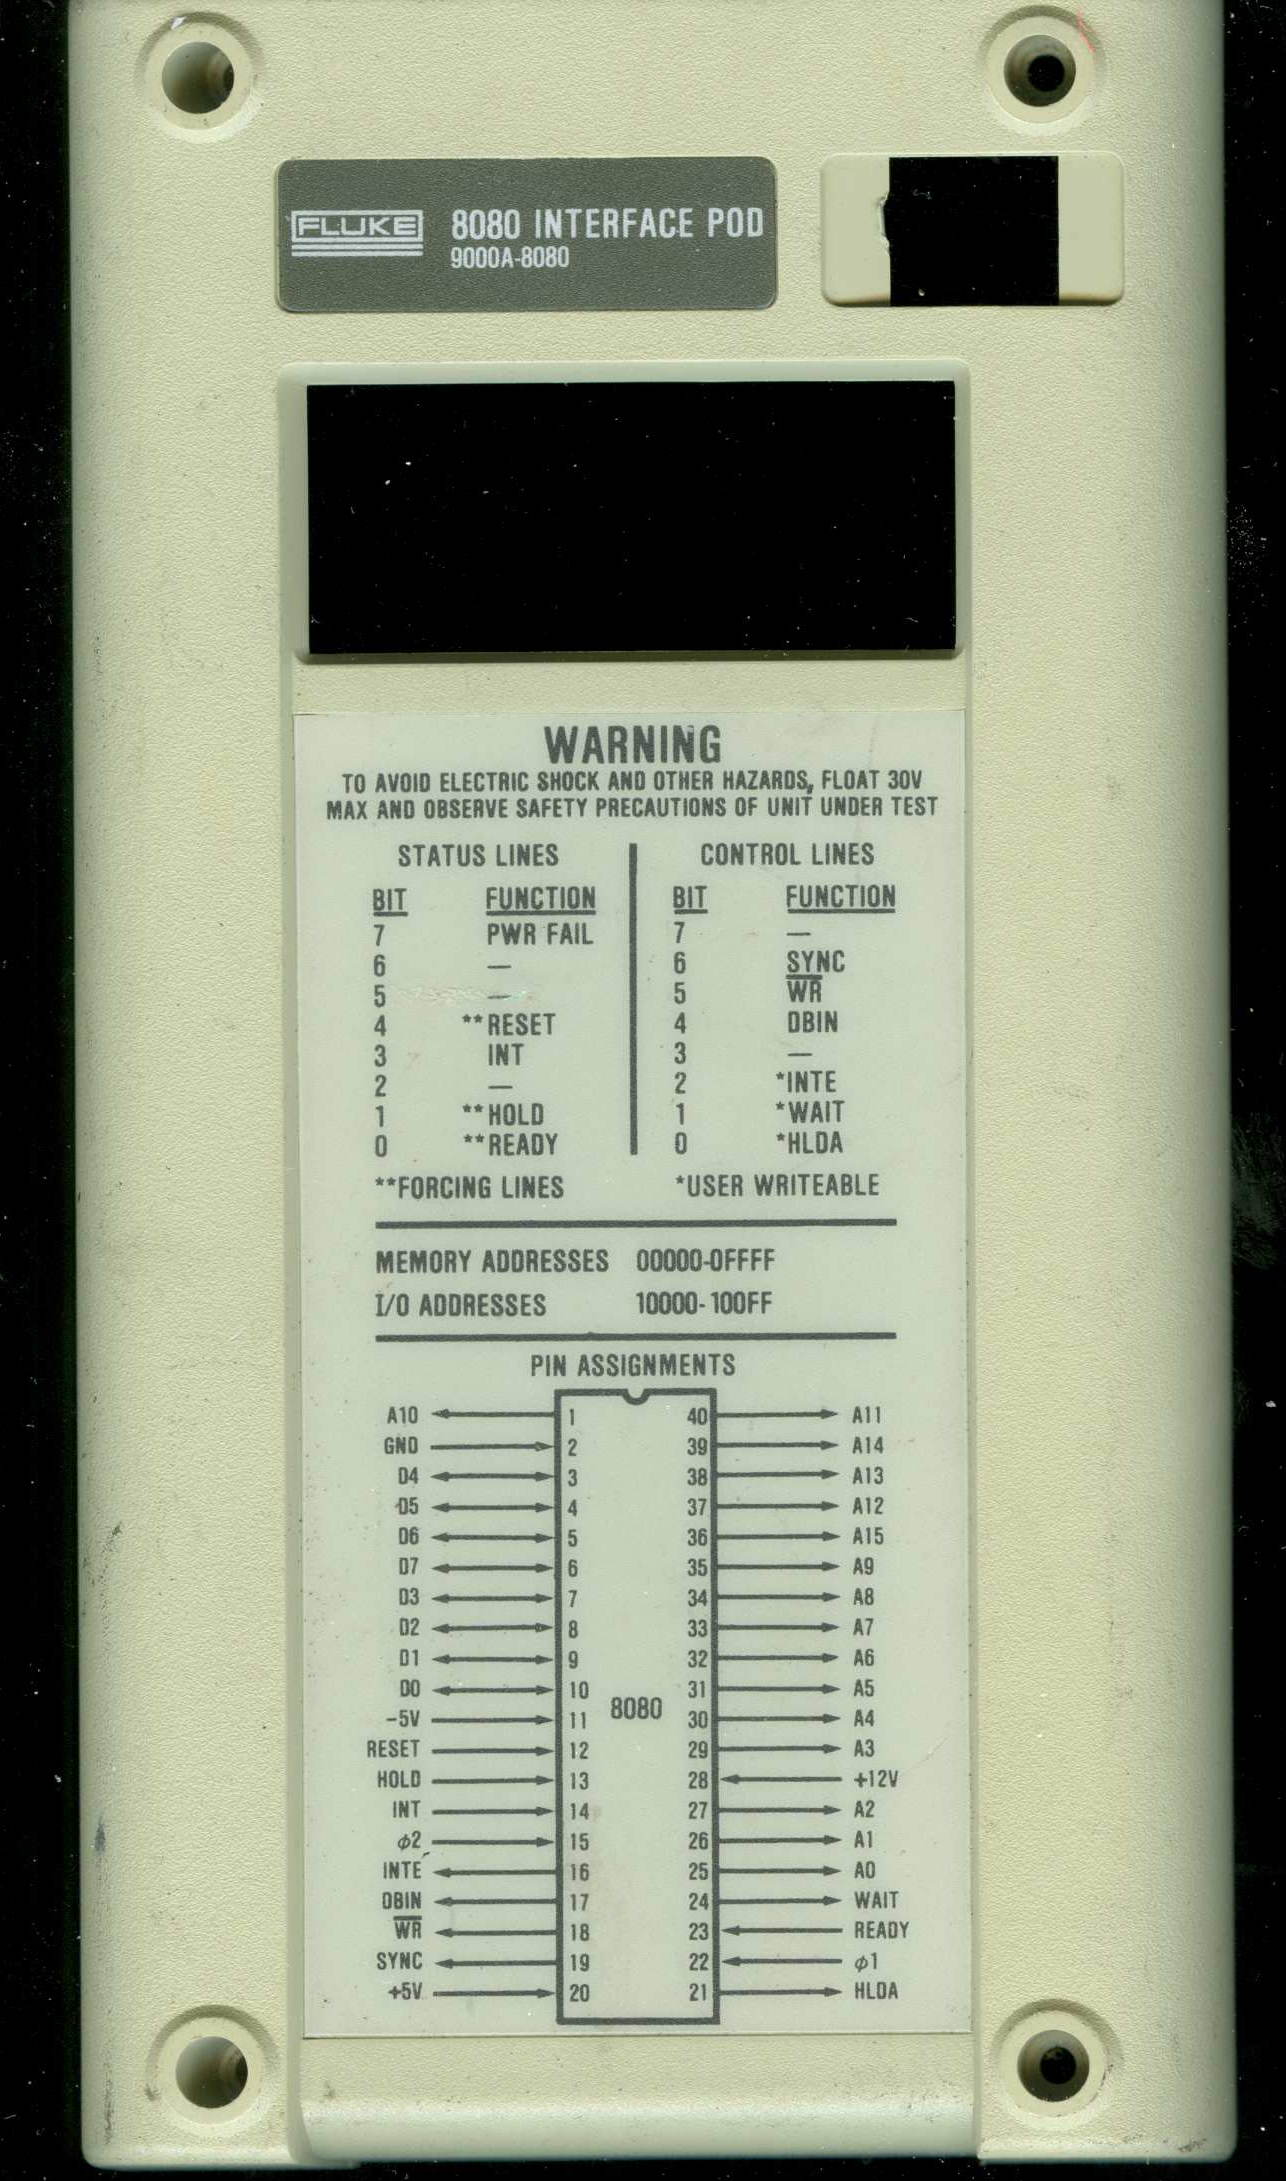 FLUKE
8080 INTERFACE POD
9000A-8080
WARNING
TO AVOID ELECTRIC SHOCK AND OTHER HAZARDS, FLOAT 30V
MAX AND OBSERVE SAFETY PRECAUTIONS OF UNIT UNDER TEST
STATUS LINES
BIT FUNCTION
7 PWR FAIL
6 —
5 —
4 **RESET
3 INT
2 —
1 **HOLD
0 **READY
**FORCING LINES
CONTROL LINES
BIT FUNCTION
7 —
6 SYNC
5 W̅R̅
4 DBIN
3 —
2 *INTE
1 *WAIT
0 *HLDA
*USER WRITEABLE
MEMORY ADDRESSES 00000-0FFFF
I/O ADDRESSES 10000-100FF
PIN ASSIGNMENTS
A10 1 40 A11
GND 2 39 A14
D4 3 38 A13
D5 4 37 A12
D6 5 36 A15
D7 6 35 A9
D3 7 34 A8
D2 8 33 A7
D1 9 32 A6
D0 10 31 A5
8080
-5V 11 30 A4
RESET 12 29 A3
HOLD 13 28 +12V
INT 14 27 A2
ϕ2 15 26 A1
INTE 16 25 A0
DBIN 17 24 WAIT
W̅R̅ 18 23 READY
SYNC 19 22 ϕ1
+5V 20 21 HLDA